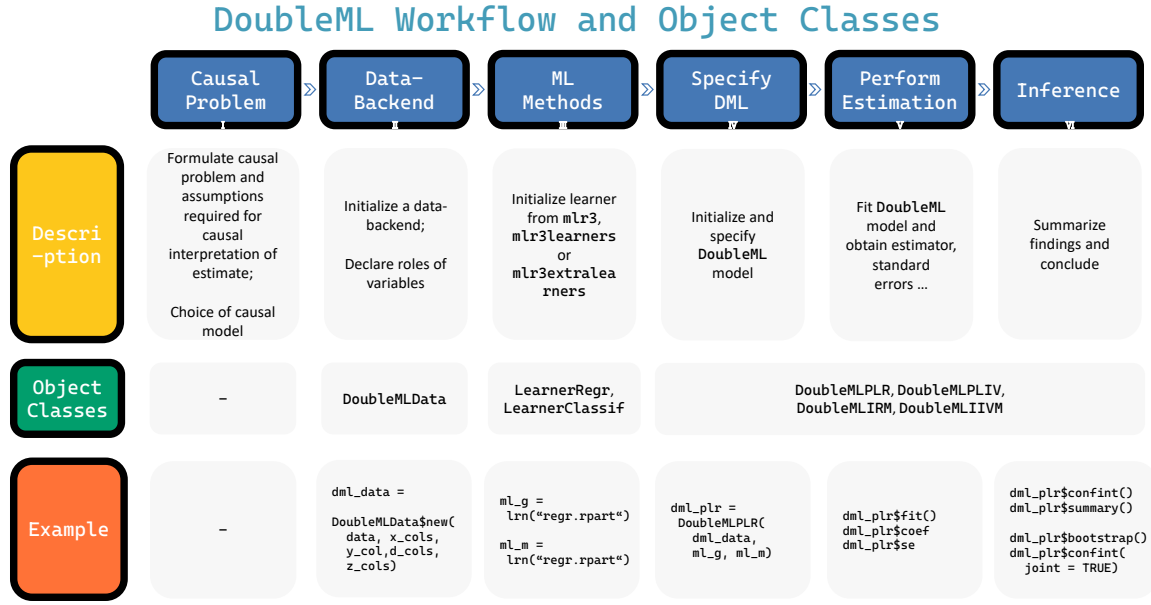 DoubleML Workflow and Object Classes
Causal
Problem
I
Data-
Backend
II
ML
Methods
III
Specify
DML
IV
Perform
Estimation
V
Inference
VI
Descri
-ption
Formulate causal
problem and
assumptions
required for
causal
interpretation of
estimate;
Choice of causal
model
Initialize a data-
backend;
Declare roles of
variables
Initialize learner
from mlr3,
mlr3learners
or
mlr3extralea
rners
Initialize and
specify
DoubleML
model
Fit DoubleML
model and
obtain estimator,
standard
errors …
Summarize
findings and
conclude
Object
Classes
–
DoubleMLData
LearnerRegr,
LearnerClassif
DoubleMLPLR, DoubleMLPLIV,
DoubleMLIRM, DoubleMLIIVM
Example
–
dml_data =
DoubleMLData$new(
data, x_cols,
y_col,d_cols,
z_cols)
ml_g =
lrn(“regr.rpart“)
ml_m =
lrn(“regr.rpart“)
dml_plr =
DoubleMLPLR(
dml_data,
ml_g, ml_m)
dml_plr$fit()
dml_plr$coef
dml_plr$se
dml_plr$confint()
dml_plr$summary()
dml_plr$bootstrap()
dml_plr$confint(
joint = TRUE)